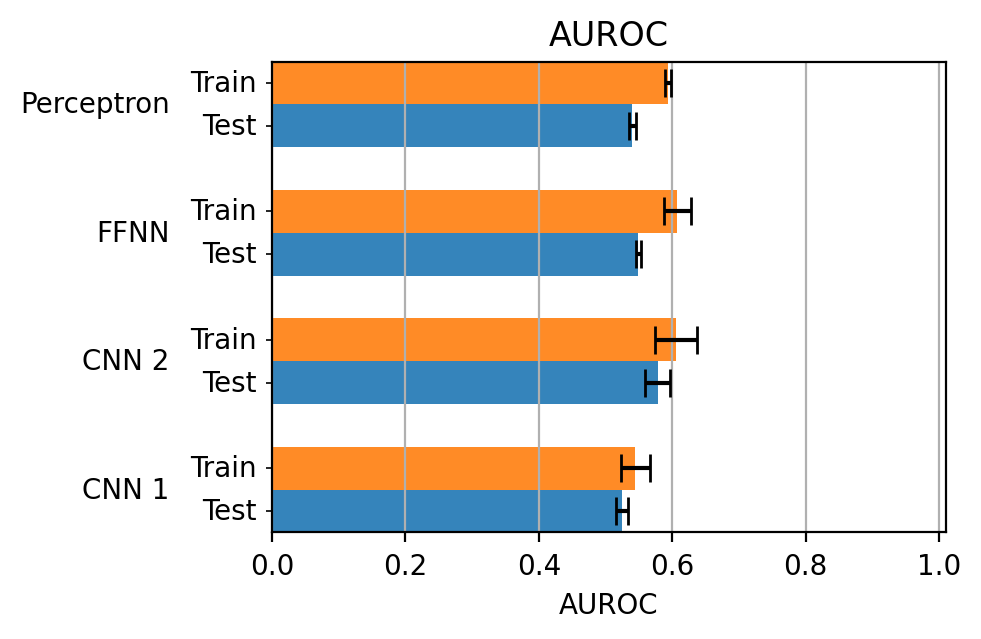 AUROC
Perceptron
Train
Test
FFNN
Train
Test
CNN 2
Train
Test
CNN 1
Train
Test
0.0 0.2 0.4 0.6 0.8 1.0
AUROC